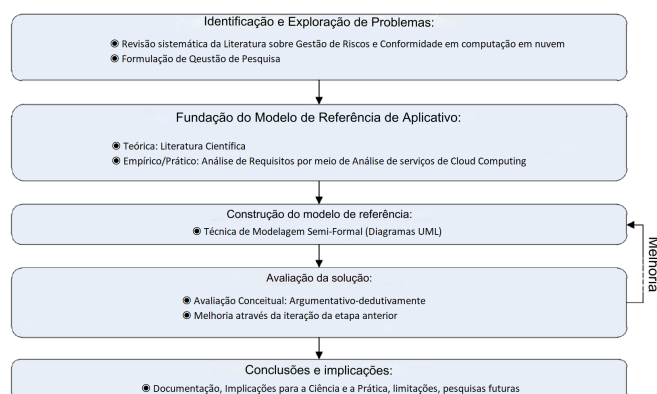 Identificação e Exploração de Problemas:
◉ Revisão sistemática da Literatura sobre Gestão de Riscos e Conformidade em computação em nuvem
◉ Formulação de Qeustão de Pesquisa
Fundação do Modelo de Referência de Aplicativo:
◉ Teórica: Literatura Científica
◉ Empírico/Prático: Análise de Requisitos por meio de Análise de serviços de Cloud Computing
Construção do modelo de referência:
◉ Técnica de Modelagem Semi-Formal (Diagramas UML)
Melhoria
Avaliação da solução:
◉ Avaliação Conceitual: Argumentativo-dedutivamente
◉ Melhoria através da iteração da etapa anterior
Conclusões e implicações:
◉ Documentação, Implicações para a Ciência e a Prática, limitações, pesquisas futuras